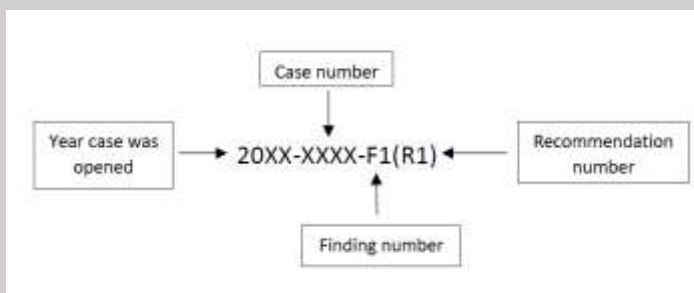 Case number
Year case was
opened
20XX-XXXX-F1(R1)
Recommendation
number
Finding number